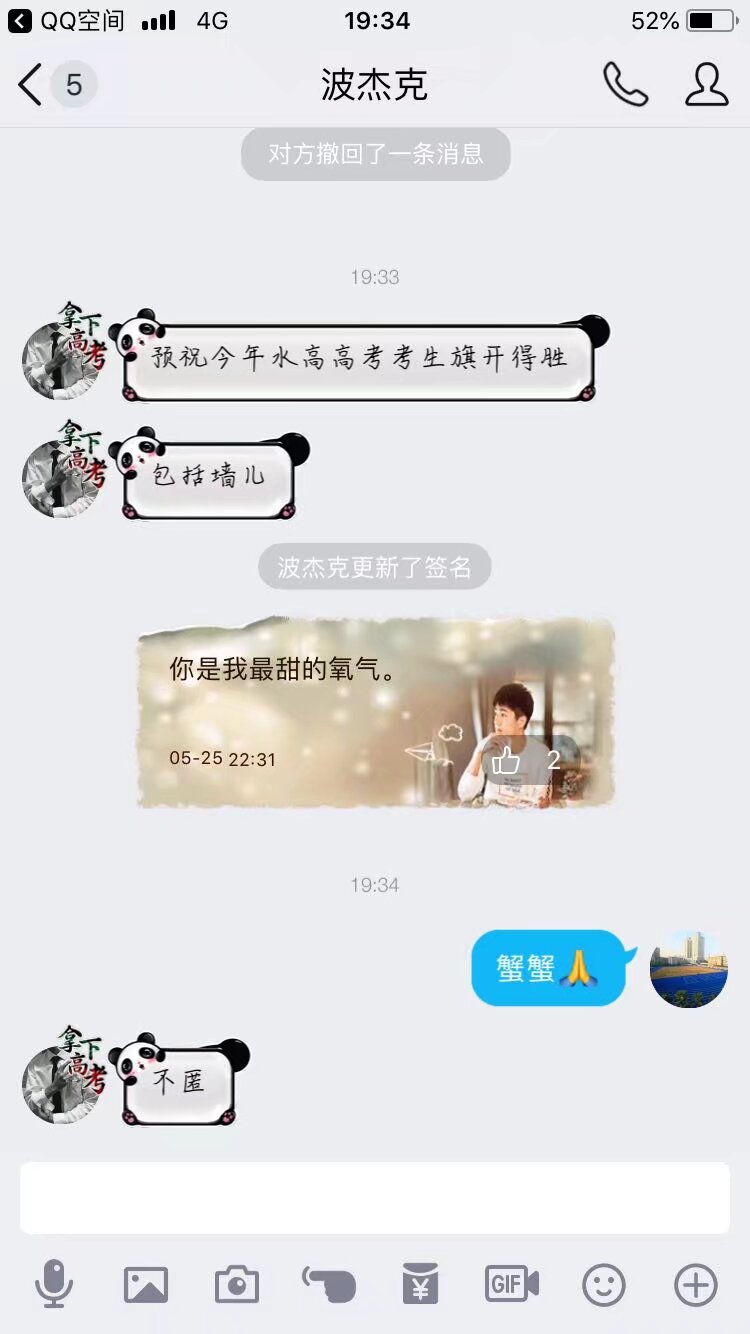 QQ空间 4G 19:34 52%
5 波杰克
对方撤回了一条消息
19:33
拿下高考
预祝今年水高高考考生旗开得胜
拿下高考
包括墙儿
波杰克更新了签名
你是我最甜的氧气。
05-25 22:31
2
19:34
蟹蟹🙏
拿下高考
不匿
¥ GIF